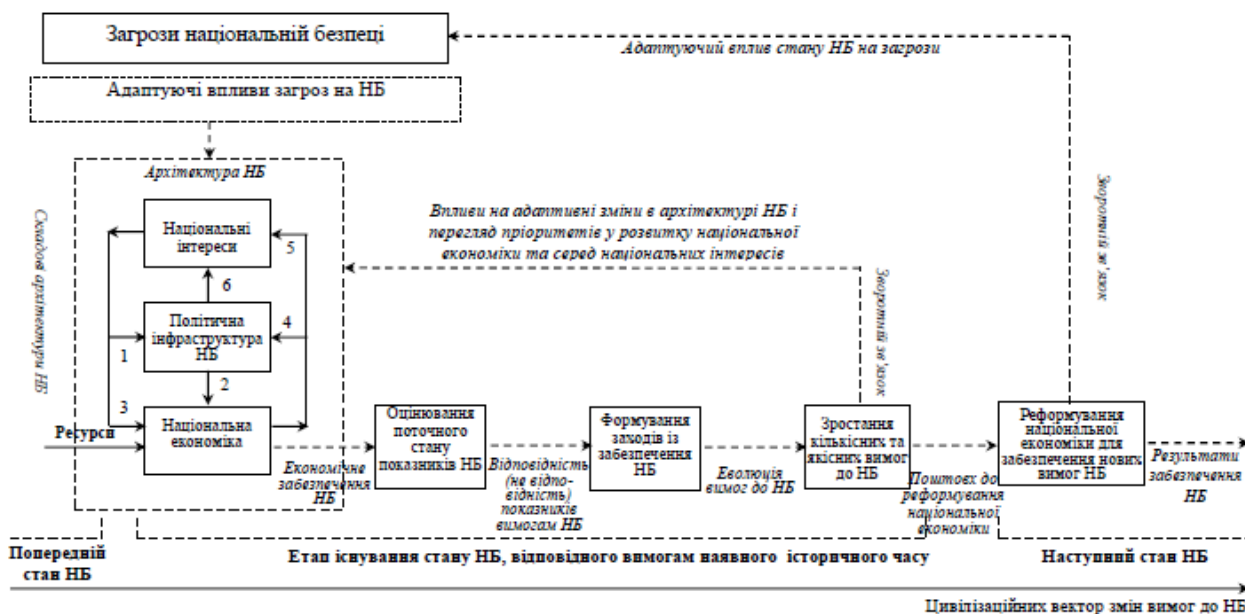 Загрози національній безпеці
Адаптуючий вплив стану НБ на загрози
Адаптуючі впливи загроз на НБ
Архітектура НБ
Складові архітектури НБ
Національні
інтереси
5
6
Політична
інфраструктура
НБ
4
1
2
3
Національна
економіка
Ресурси
Впливи на адаптивні зміни в архітектурі НБ і
перегляд пріоритетів у розвитку національної
економіки та серед національних інтересів
Зворотній зв'язок
Зворотній зв'язок
Економічне
забезпечення
НБ
Оцінювання
поточного
стану
показників НБ
Відповідність
(не відпо-
відність)
показників
вимогам НБ
Формування
заходів із
забезпечення
НБ
Еволюція
вимог до НБ
Зростання
кількісних та
якісних вимог
до НБ
Поштовх до
реформування
національної
економіки
Реформування
національної
економіки для
забезпечення нових
вимог НБ
Результати
забезпечення
НБ
Попередній
стан НБ
Етап існування стану НБ, відповідного вимогам наявного історичного часу
Наступний стан НБ
Цивілізаційних вектор змін вимог до НБ